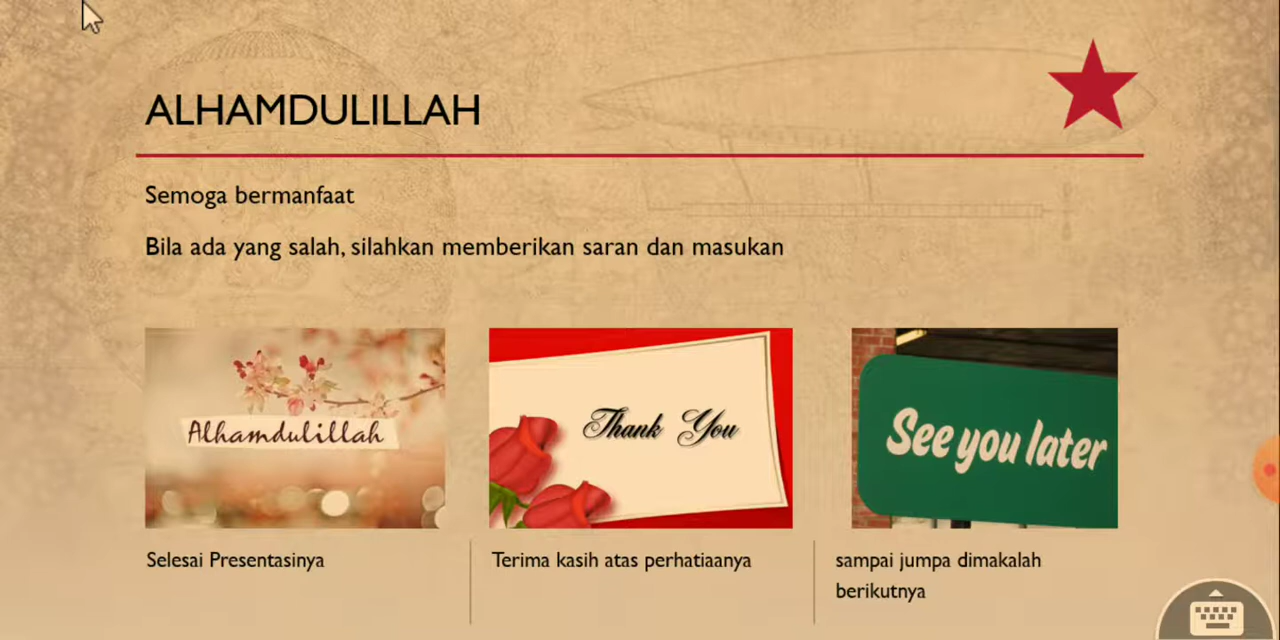 ALHAMDULILLAH
Semoga bermanfaat
Bila ada yang salah, silahkan memberikan saran dan masukan
Alhamdulillah
Thank You
See you later
Selesai Presentasinya
Terima kasih atas perhatiaanya
sampai jumpa dimakalah
berikutnya